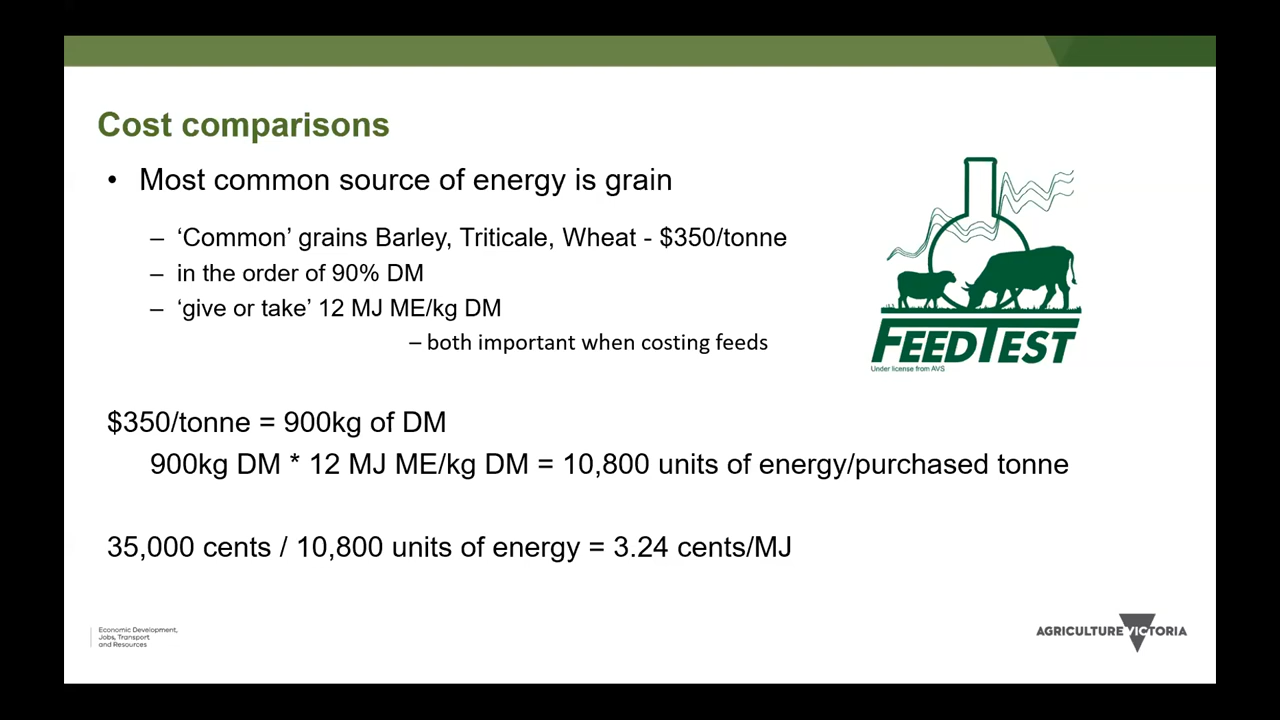 Cost comparisons
• Most common source of energy is grain
– ‘Common’ grains Barley, Triticale, Wheat - $350/tonne
– in the order of 90% DM
– ‘give or take’ 12 MJ ME/kg DM
– both important when costing feeds
FEEDTEST
Under license from AVS
$350/tonne = 900kg of DM
900kg DM * 12 MJ ME/kg DM = 10,800 units of energy/purchased tonne
35,000 cents / 10,800 units of energy = 3.24 cents/MJ
Economic Development,
Jobs, Transport
and Resources
AGRICULTURE VICTORIA